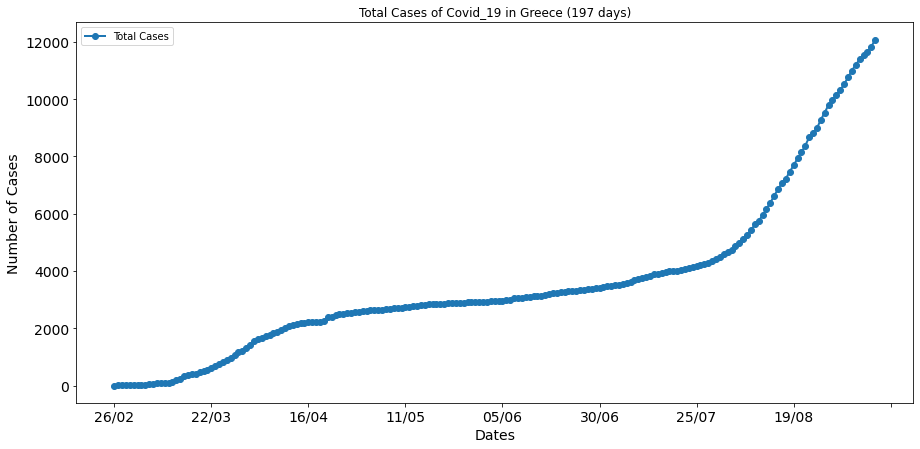 Total Cases of Covid_19 in Greece (197 days)
Total Cases
12000
10000
8000
6000
4000
2000
0
Number of Cases
26/02 22/03 16/04 11/05 05/06 30/06 25/07 19/08
Dates